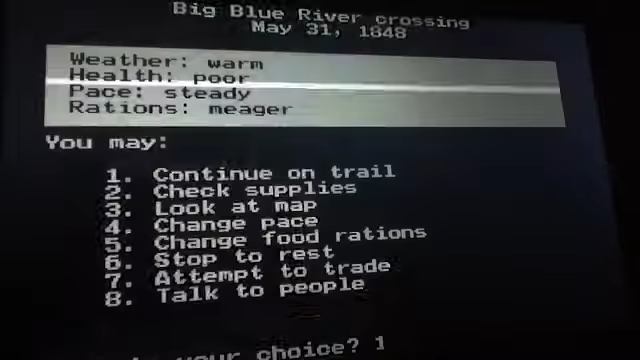 Big Blue River crossing
May 31, 1848
Weather: warm
Health: poor
Pace: steady
Rations: meager
You may:
1. Continue on trail
2. Check supplies
3. Look at map
4. Change pace
5. Change food rations
6. Stop to rest
7. Attempt to trade
8. Talk to people
your choice? 1